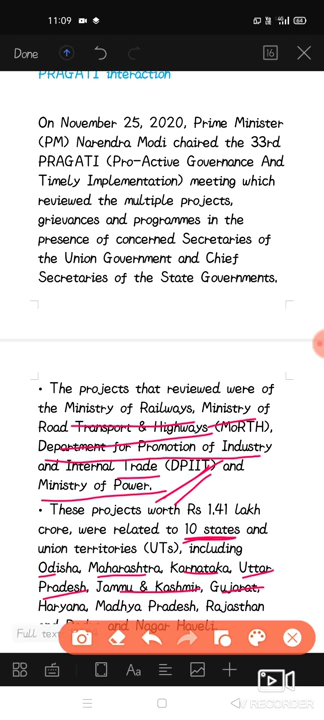 11:09
64
Done
16
PRAGATI interaction
On November 25, 2020, Prime Minister
(PM) Narendra Modi chaired the 33rd
PRAGATI (Pro-Active Governance And
Timely Implementation) meeting which
reviewed the multiple projects,
grievances and programmes in the
presence of concerned Secretaries of
the Union Government and Chief
Secretaries of the State Governments.
• The projects that reviewed were of
the Ministry of Railways, Ministry of
Road Transport & Highways (MoRTH),
Department for Promotion of Industry
and Internal Trade (DPIIT) and
Ministry of Power.
• These projects worth Rs 1.41 lakh
crore, were related to 10 states and
union territories (UTs), including
Odisha, Maharashtra, Karnataka, Uttar
Pradesh, Jammu & Kashmir, Gujarat,
Haryana, Madhya Pradesh, Rajasthan
and Nagar Haveli.
Full text
Aa
RECORDER